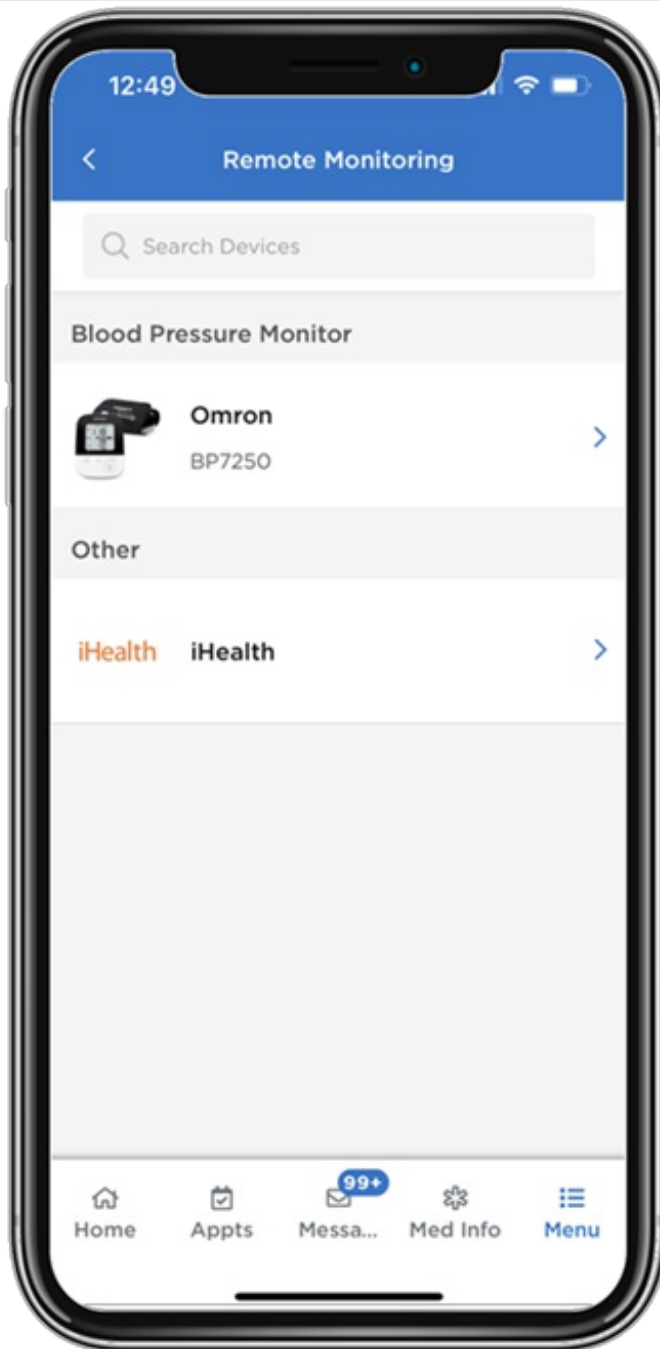 12:49
Remote Monitoring
Search Devices
Blood Pressure Monitor
Omron
BP7250
Other
iHealth iHealth
99+
Home Appts Messa... Med Info Menu